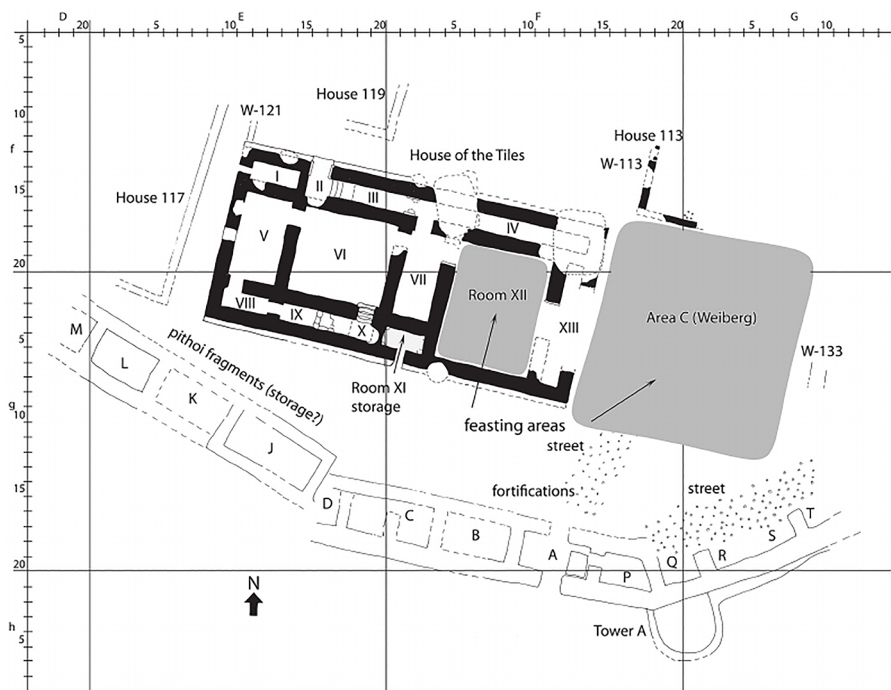 D E F G
20 5 10 20 5 10 15 20 5 10
5
10
f
15
20
5
g
10
15
20
h
5
House 119
W-121
House 113
W-113
House of the Tiles
House 117
I
II
III
IV
V
VI
VII
Room XII
VIII
IX
X
XIII
Area C (Weiberg)
W-133
M
L
K
J
pithoi fragments (storage?)
Room XI
storage
feasting areas
street
fortifications
street
D
C
B
A
P
Q
R
S
T
N
Tower A